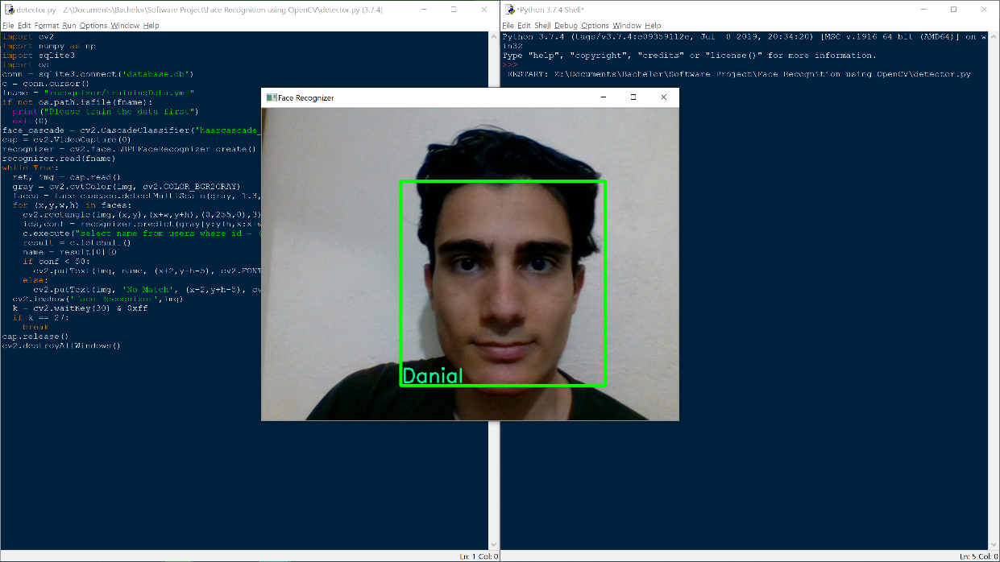 detector.py - Z:\Documents\Bachelor\Software Project\Face Recognition using OpenCV\detector.py (3.7.4)
File Edit Format Run Options Window Help
import cv2
import numpy as np
import sqlite3
import os
conn = sqlite3.connect('database.db')
c = conn.cursor()
fname = "recognizer/trainingData.yml"
if not os.path.isfile(fname):
  print("Please train the data first")
  exit(0)
face_cascade = cv2.CascadeClassifier('haarcascade_
cap = cv2.VideoCapture(0)
recognizer = cv2.face.LBPHFaceRecognizer_create()
recognizer.read(fname)
while True:
  ret, img = cap.read()
  gray = cv2.cvtColor(img, cv2.COLOR_BGR2GRAY)
  faces = face_cascade.detectMultiScale(gray, 1.3,
  for (x,y,w,h) in faces:
    cv2.rectangle(img,(x,y),(x+w,y+h),(0,255,0),3)
    ids,conf = recognizer.predict(gray[y:y+h,x:x+w
    c.execute("select name from users where id = (
    result = c.fetchall()
    name = result[0][0]
    if conf < 50:
      cv2.putText(img, name, (x+2,y+h-5), cv2.FONT
    else:
      cv2.putText(img, 'No Match', (x+2,y+h-5), cv
  cv2.imshow('Face Recognizer',img)
  k = cv2.waitKey(30) & 0xff
  if k == 27:
    break
cap.release()
cv2.destroyAllWindows()
Ln: 1 Col: 0
Face Recognizer
Danial
*Python 3.7.4 Shell*
File Edit Shell Debug Options Window Help
Python 3.7.4 (tags/v3.7.4:e09359112e, Jul  8 2019, 20:34:20) [MSC v.1916 64 bit (AMD64)] on w
in32
Type "help", "copyright", "credits" or "license()" for more information.
>>>
 RESTART: Z:\Documents\Bachelor\Software Project\Face Recognition using OpenCV\detector.py
Ln: 5 Col: 0